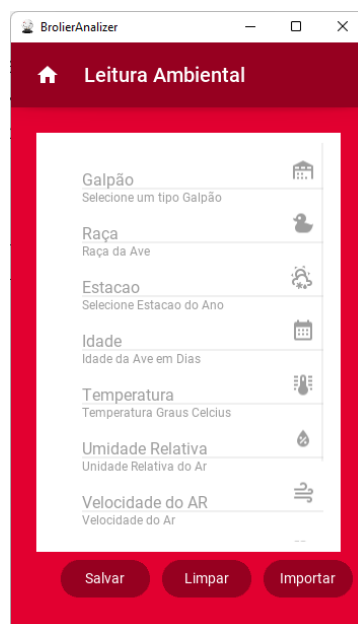 BrolierAnalizer
Leitura Ambiental
Galpão
Selecione um tipo Galpão
Raça
Raça da Ave
Estacao
Selecione Estacao do Ano
Idade
Idade da Ave em Dias
Temperatura
Temperatura Graus Celcius
Umidade Relativa
Unidade Relativa do Ar
Velocidade do AR
Velocidade do Ar
Salvar Limpar Importar